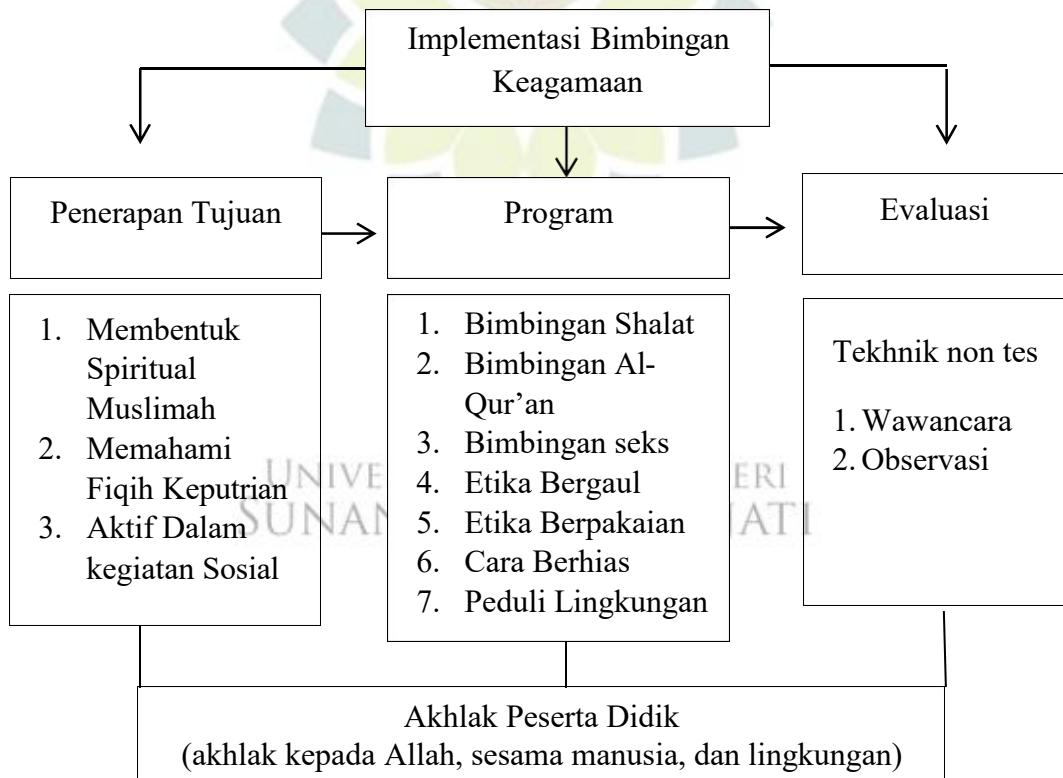 Implementasi Bimbingan
Keagamaan
Penerapan Tujuan
Program
Evaluasi
1. Membentuk
Spiritual
Muslimah
2. Memahami
Fiqih Keputrian
3. Aktif Dalam
kegiatan Sosial
1. Bimbingan Shalat
2. Bimbingan Al-
Qur’an
3. Bimbingan seks
4. Etika Bergaul
5. Etika Berpakaian
6. Cara Berhias
7. Peduli Lingkungan
Tekhnik non tes
1. Wawancara
2. Observasi
Akhlak Peserta Didik
(akhlak kepada Allah, sesama manusia, dan lingkungan)